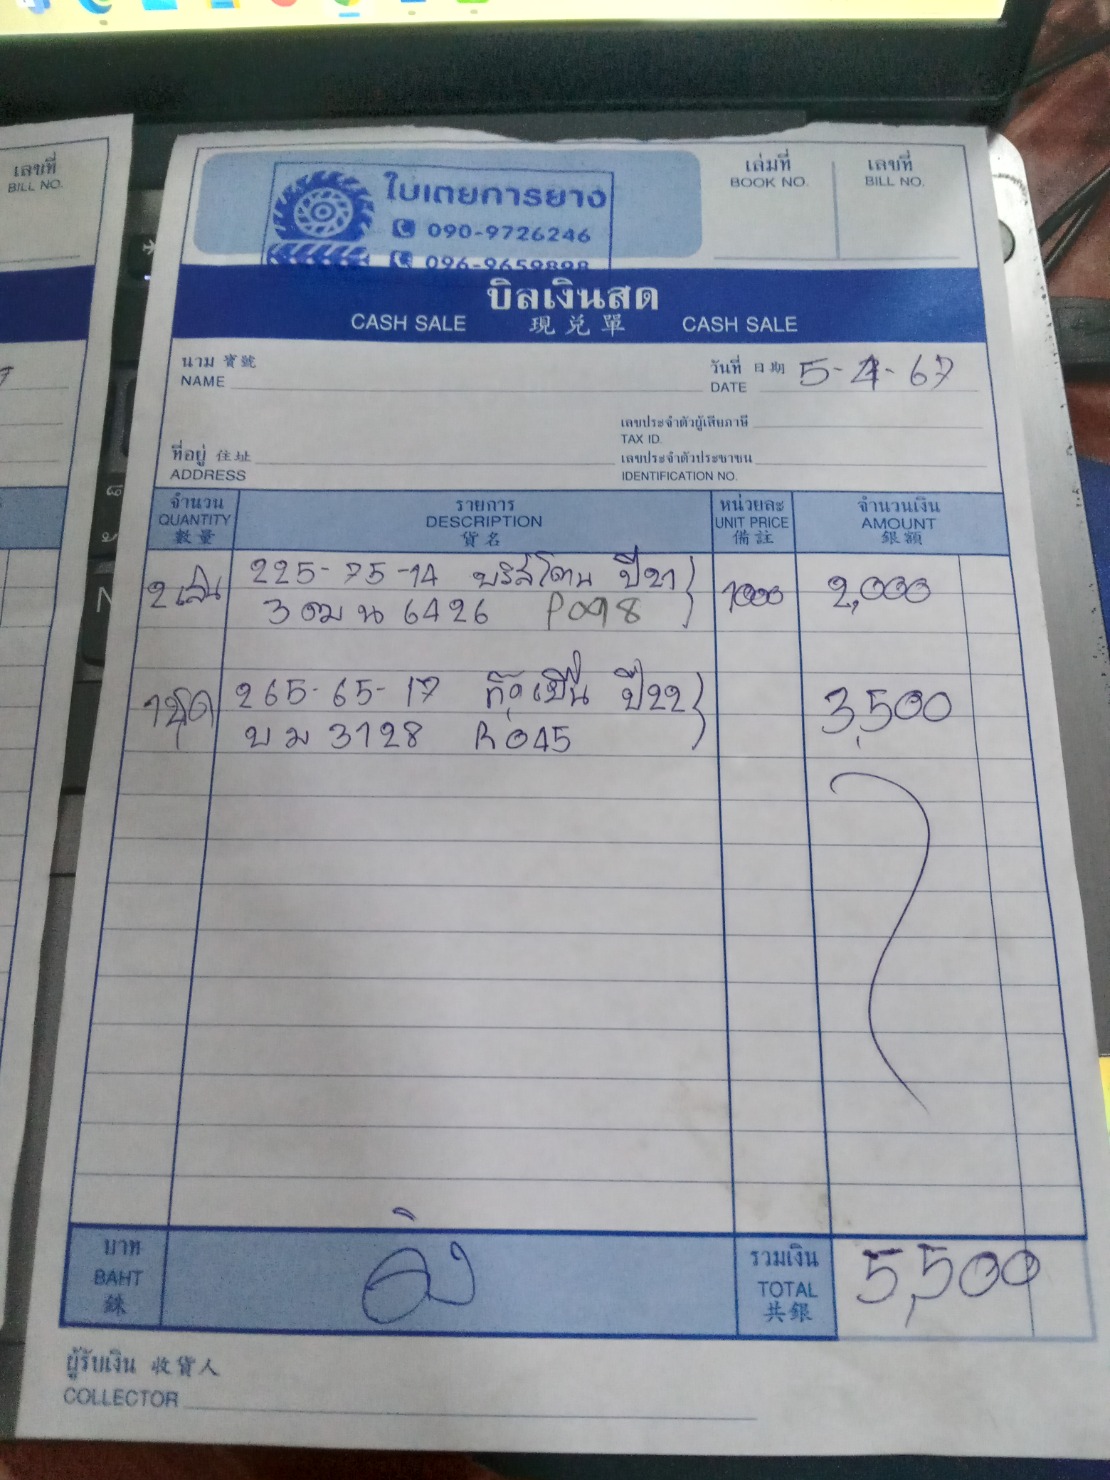 เลขที่
BILL NO.
ใบเตยการยาง
090-9726246
096-9659898
เล่มที่
BOOK NO.
เลขที่
BILL NO.
บิลเงินสด
CASH SALE 現兌單 CASH SALE
นาม 寶號
NAME
วันที่ 日期 5-4-67
DATE
เลขประจำตัวผู้เสียภาษี
TAX ID.
ที่อยู่ 住址
ADDRESS
เลขประจำตัวประชาชน
IDENTIFICATION NO.
จำนวน รายการ หน่วยละ จำนวนเงิน
QUANTITY DESCRIPTION UNIT PRICE AMOUNT
數量 貨名 備註 銀額
2 เส้น 225-75-14 บริสโตน ปี21 1000 2,000
3 ฒน 6426 P098
1ชุด 265-65-17 ปี22 3,500
บม 3128 R045
บาท
BAHT
銖
รวมเงิน
TOTAL
共銀
5,500
ผู้รับเงิน 收貨人
COLLECTOR